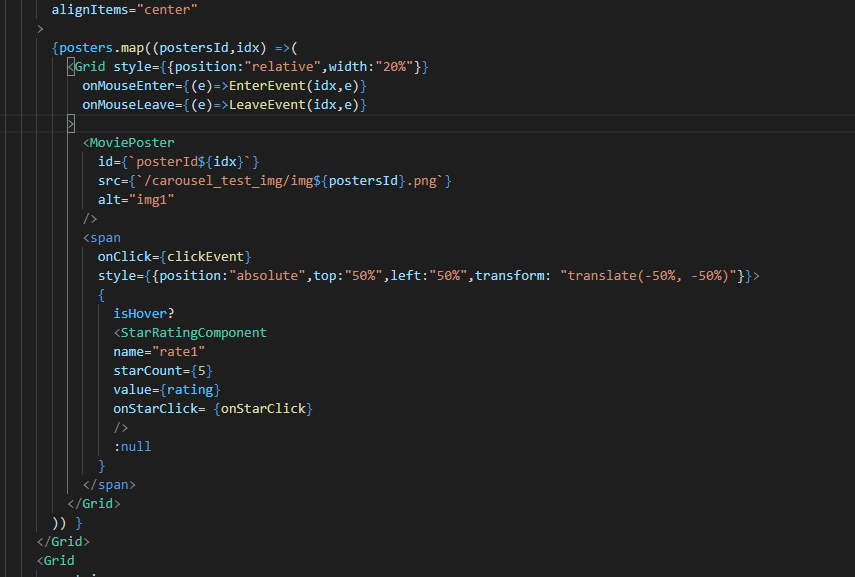 alignItems="center"
>
{posters.map((postersId,idx) =>(
<Grid style={{position:"relative",width:"20%"}}
onMouseEnter={(e)=>EnterEvent(idx,e)}
onMouseLeave={(e)=>LeaveEvent(idx,e)}
>
<MoviePoster
id={`posterId${idx}`}
src={`/carousel_test_img/img${postersId}.png`}
alt="img1"
/>
<span
onClick={clickEvent}
style={{position:"absolute",top:"50%",left:"50%",transform: "translate(-50%, -50%)"}}>
{
isHover?
<StarRatingComponent
name="rate1"
starCount={5}
value={rating}
onStarClick= {onStarClick}
/>
:null
}
</span>
</Grid>
)) }
</Grid>
<Grid